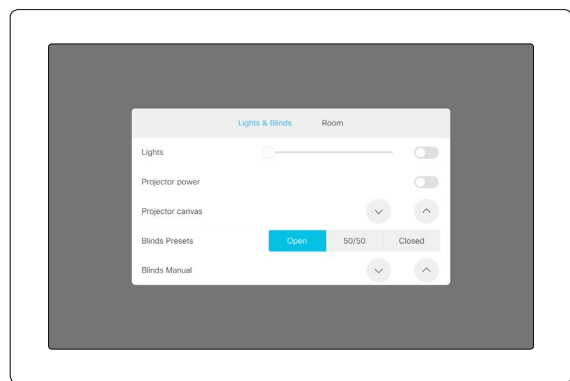 Lights & Blinds Room
Lights
Projector power
Projector canvas
Blinds Presets Open 50/50 Closed
Blinds Manual